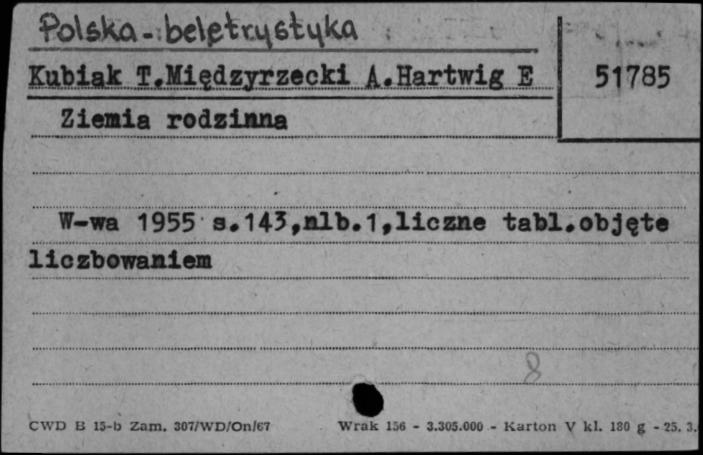 Polska - beletrystyka
Kubiak T.Międzyrzecki A.Hartwig E
51785
Ziemia rodzinna
W-wa 1955 s.143,nlb.1,liczne tabl.objęte
liczbowaniem
8
CWD B 15-b Zam. 307/WD/On/67 Wrak 156 - 3.305.000 - Karton V kl. 180 g - 25. 3.